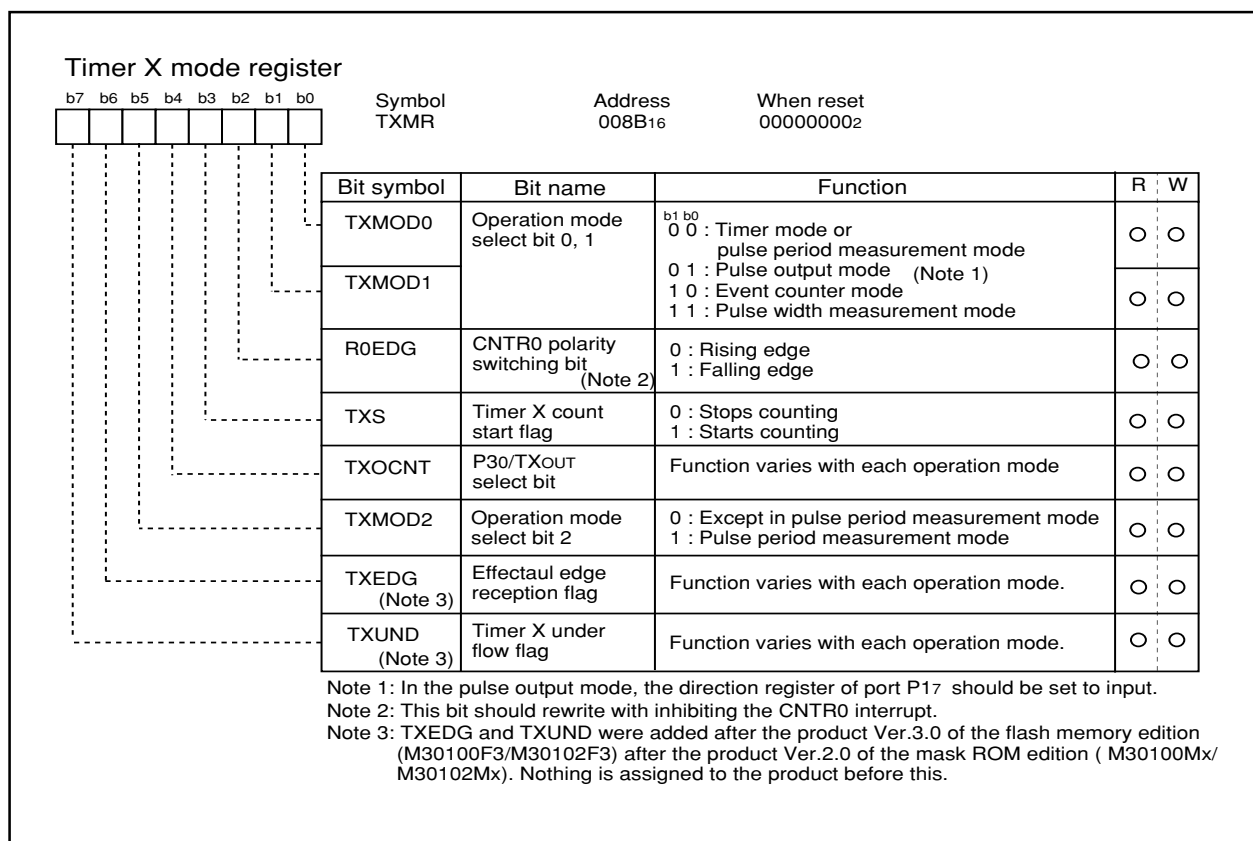 Timer X mode register
b7 b6 b5 b4 b3 b2 b1 b0
Symbol Address When reset
TXMR 008B16 000000002
Bit symbol Bit name Function R W
TXMOD0 Operation mode select bit 0, 1
b1 b0
0 0 : Timer mode or
pulse period measurement mode
0 1 : Pulse output mode (Note 1)
1 0 : Event counter mode
1 1 : Pulse width measurement mode
TXMOD1
R0EDG CNTR0 polarity
switching bit
(Note 2)
0 : Rising edge
1 : Falling edge
TXS Timer X count
start flag
0 : Stops counting
1 : Starts counting
TXOCNT P30/TXOUT
select bit
Function varies with each operation mode
TXMOD2 Operation mode
select bit 2
0 : Except in pulse period measurement mode
1 : Pulse period measurement mode
TXEDG
(Note 3)
Effectaul edge
reception flag
Function varies with each operation mode.
TXUND
(Note 3)
Timer X under
flow flag
Function varies with each operation mode.
Note 1: In the pulse output mode, the direction register of port P17 should be set to input.
Note 2: This bit should rewrite with inhibiting the CNTR0 interrupt.
Note 3: TXEDG and TXUND were added after the product Ver.3.0 of the flash memory edition
(M30100F3/M30102F3) after the product Ver.2.0 of the mask ROM edition ( M30100Mx/
M30102Mx). Nothing is assigned to the product before this.